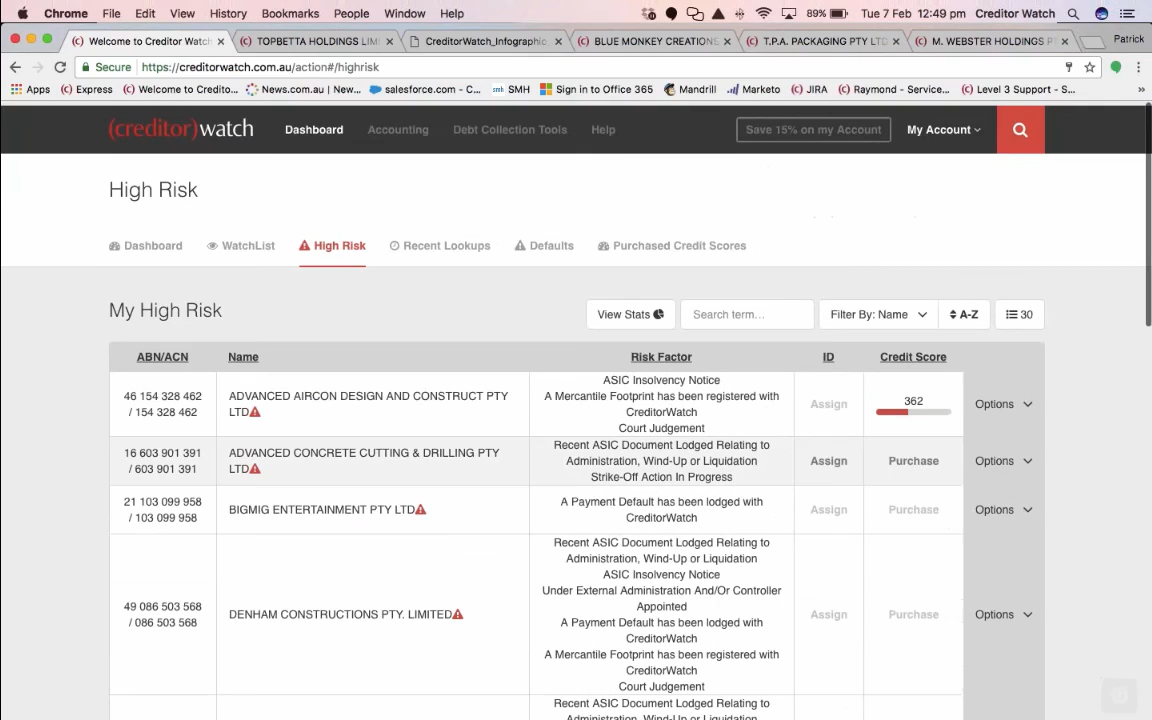 Chrome File Edit View History Bookmarks People Window Help 89% Tue 7 Feb 12:49 pm Creditor Watch
Welcome to Creditor Watch TOPBETTA HOLDINGS LIMI CreditorWatch_Infographic BLUE MONKEY CREATIONS T.P.A. PACKAGING PTY LTD M. WEBSTER HOLDINGS P Patrick
Secure https://creditorwatch.com.au/action#/highrisk
Apps Express Welcome to Credito... News.com.au | New... salesforce.com - C... smh SMH Sign in to Office 365 Mandrill Marketo JIRA Raymond - Service... Level 3 Support - S... »
(creditor)watch Dashboard Accounting Debt Collection Tools Help Save 15% on my Account My Account
High Risk
Dashboard WatchList High Risk Recent Lookups Defaults Purchased Credit Scores
My High Risk View Stats Search term... Filter By: Name A-Z 30
ABN/ACN Name Risk Factor ID Credit Score
46 154 328 462
/ 154 328 462
ADVANCED AIRCON DESIGN AND CONSTRUCT PTY
LTD
ASIC Insolvency Notice
A Mercantile Footprint has been registered with
CreditorWatch
Court Judgement
Assign
362
Options
16 603 901 391
/ 603 901 391
ADVANCED CONCRETE CUTTING & DRILLING PTY
LTD
Recent ASIC Document Lodged Relating to
Administration, Wind-Up or Liquidation
Strike-Off Action In Progress
Assign
Purchase
Options
21 103 099 958
/ 103 099 958
BIGMIG ENTERTAINMENT PTY LTD
A Payment Default has been lodged with
CreditorWatch
Assign
Purchase
Options
49 086 503 568
/ 086 503 568
DENHAM CONSTRUCTIONS PTY. LIMITED
Recent ASIC Document Lodged Relating to
Administration, Wind-Up or Liquidation
ASIC Insolvency Notice
Under External Administration And/Or Controller
Appointed
A Payment Default has been lodged with
CreditorWatch
A Mercantile Footprint has been registered with
CreditorWatch
Court Judgement
Assign
Purchase
Options
Recent ASIC Document Lodged Relating to
Administration, Wind-Up or Liquidation